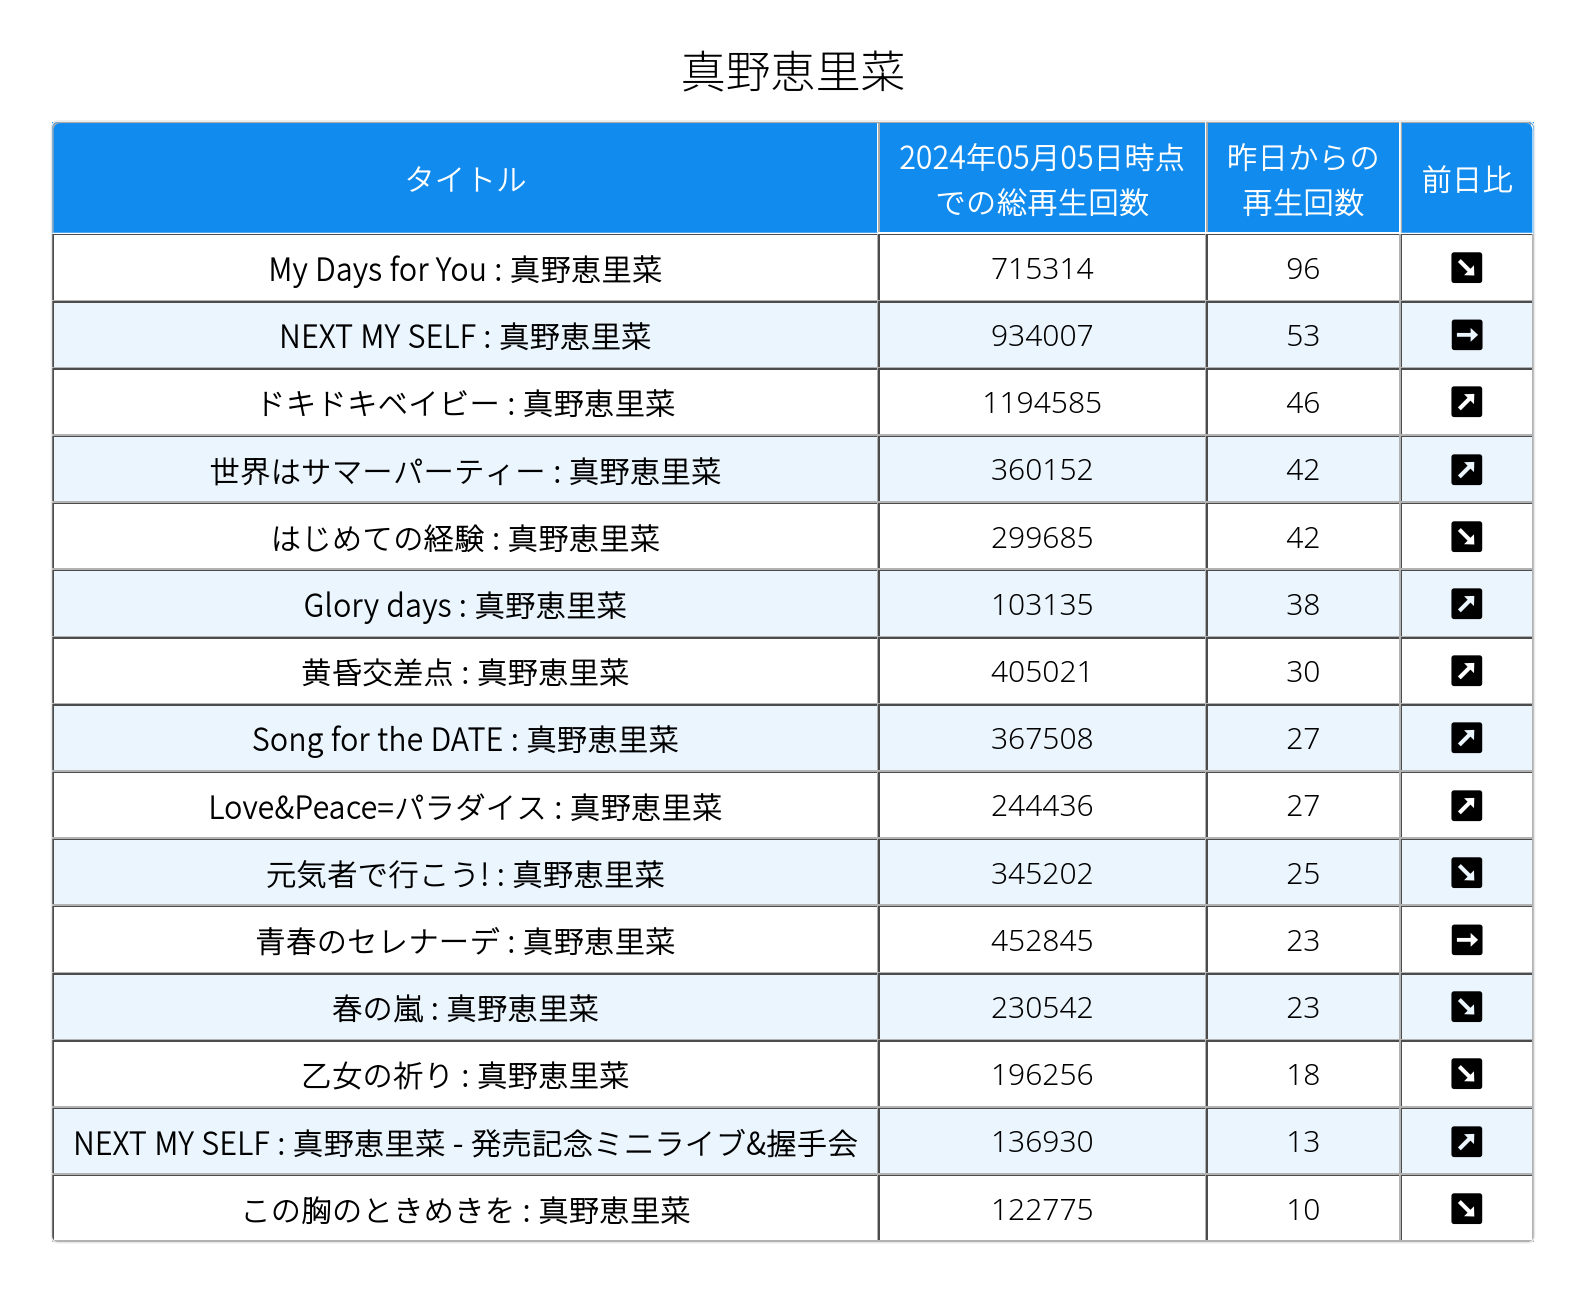 真野恵里菜
タイトル 2024年05月05日時点での総再生回数 昨日からの再生回数 前日比
My Days for You : 真野恵里菜 715314 96 ↘
NEXT MY SELF : 真野恵里菜 934007 53 →
ドキドキベイビー : 真野恵里菜 1194585 46 ↗
世界はサマーパーティー : 真野恵里菜 360152 42 ↗
はじめての経験 : 真野恵里菜 299685 42 ↘
Glory days : 真野恵里菜 103135 38 ↗
黄昏交差点 : 真野恵里菜 405021 30 ↗
Song for the DATE : 真野恵里菜 367508 27 ↗
Love&Peace=パラダイス : 真野恵里菜 244436 27 ↗
元気者で行こう! : 真野恵里菜 345202 25 ↘
青春のセレナーデ : 真野恵里菜 452845 23 →
春の嵐 : 真野恵里菜 230542 23 ↘
乙女の祈り : 真野恵里菜 196256 18 ↘
NEXT MY SELF : 真野恵里菜 - 発売記念ミニライブ&握手会 136930 13 ↗
この胸のときめきを : 真野恵里菜 122775 10 ↘